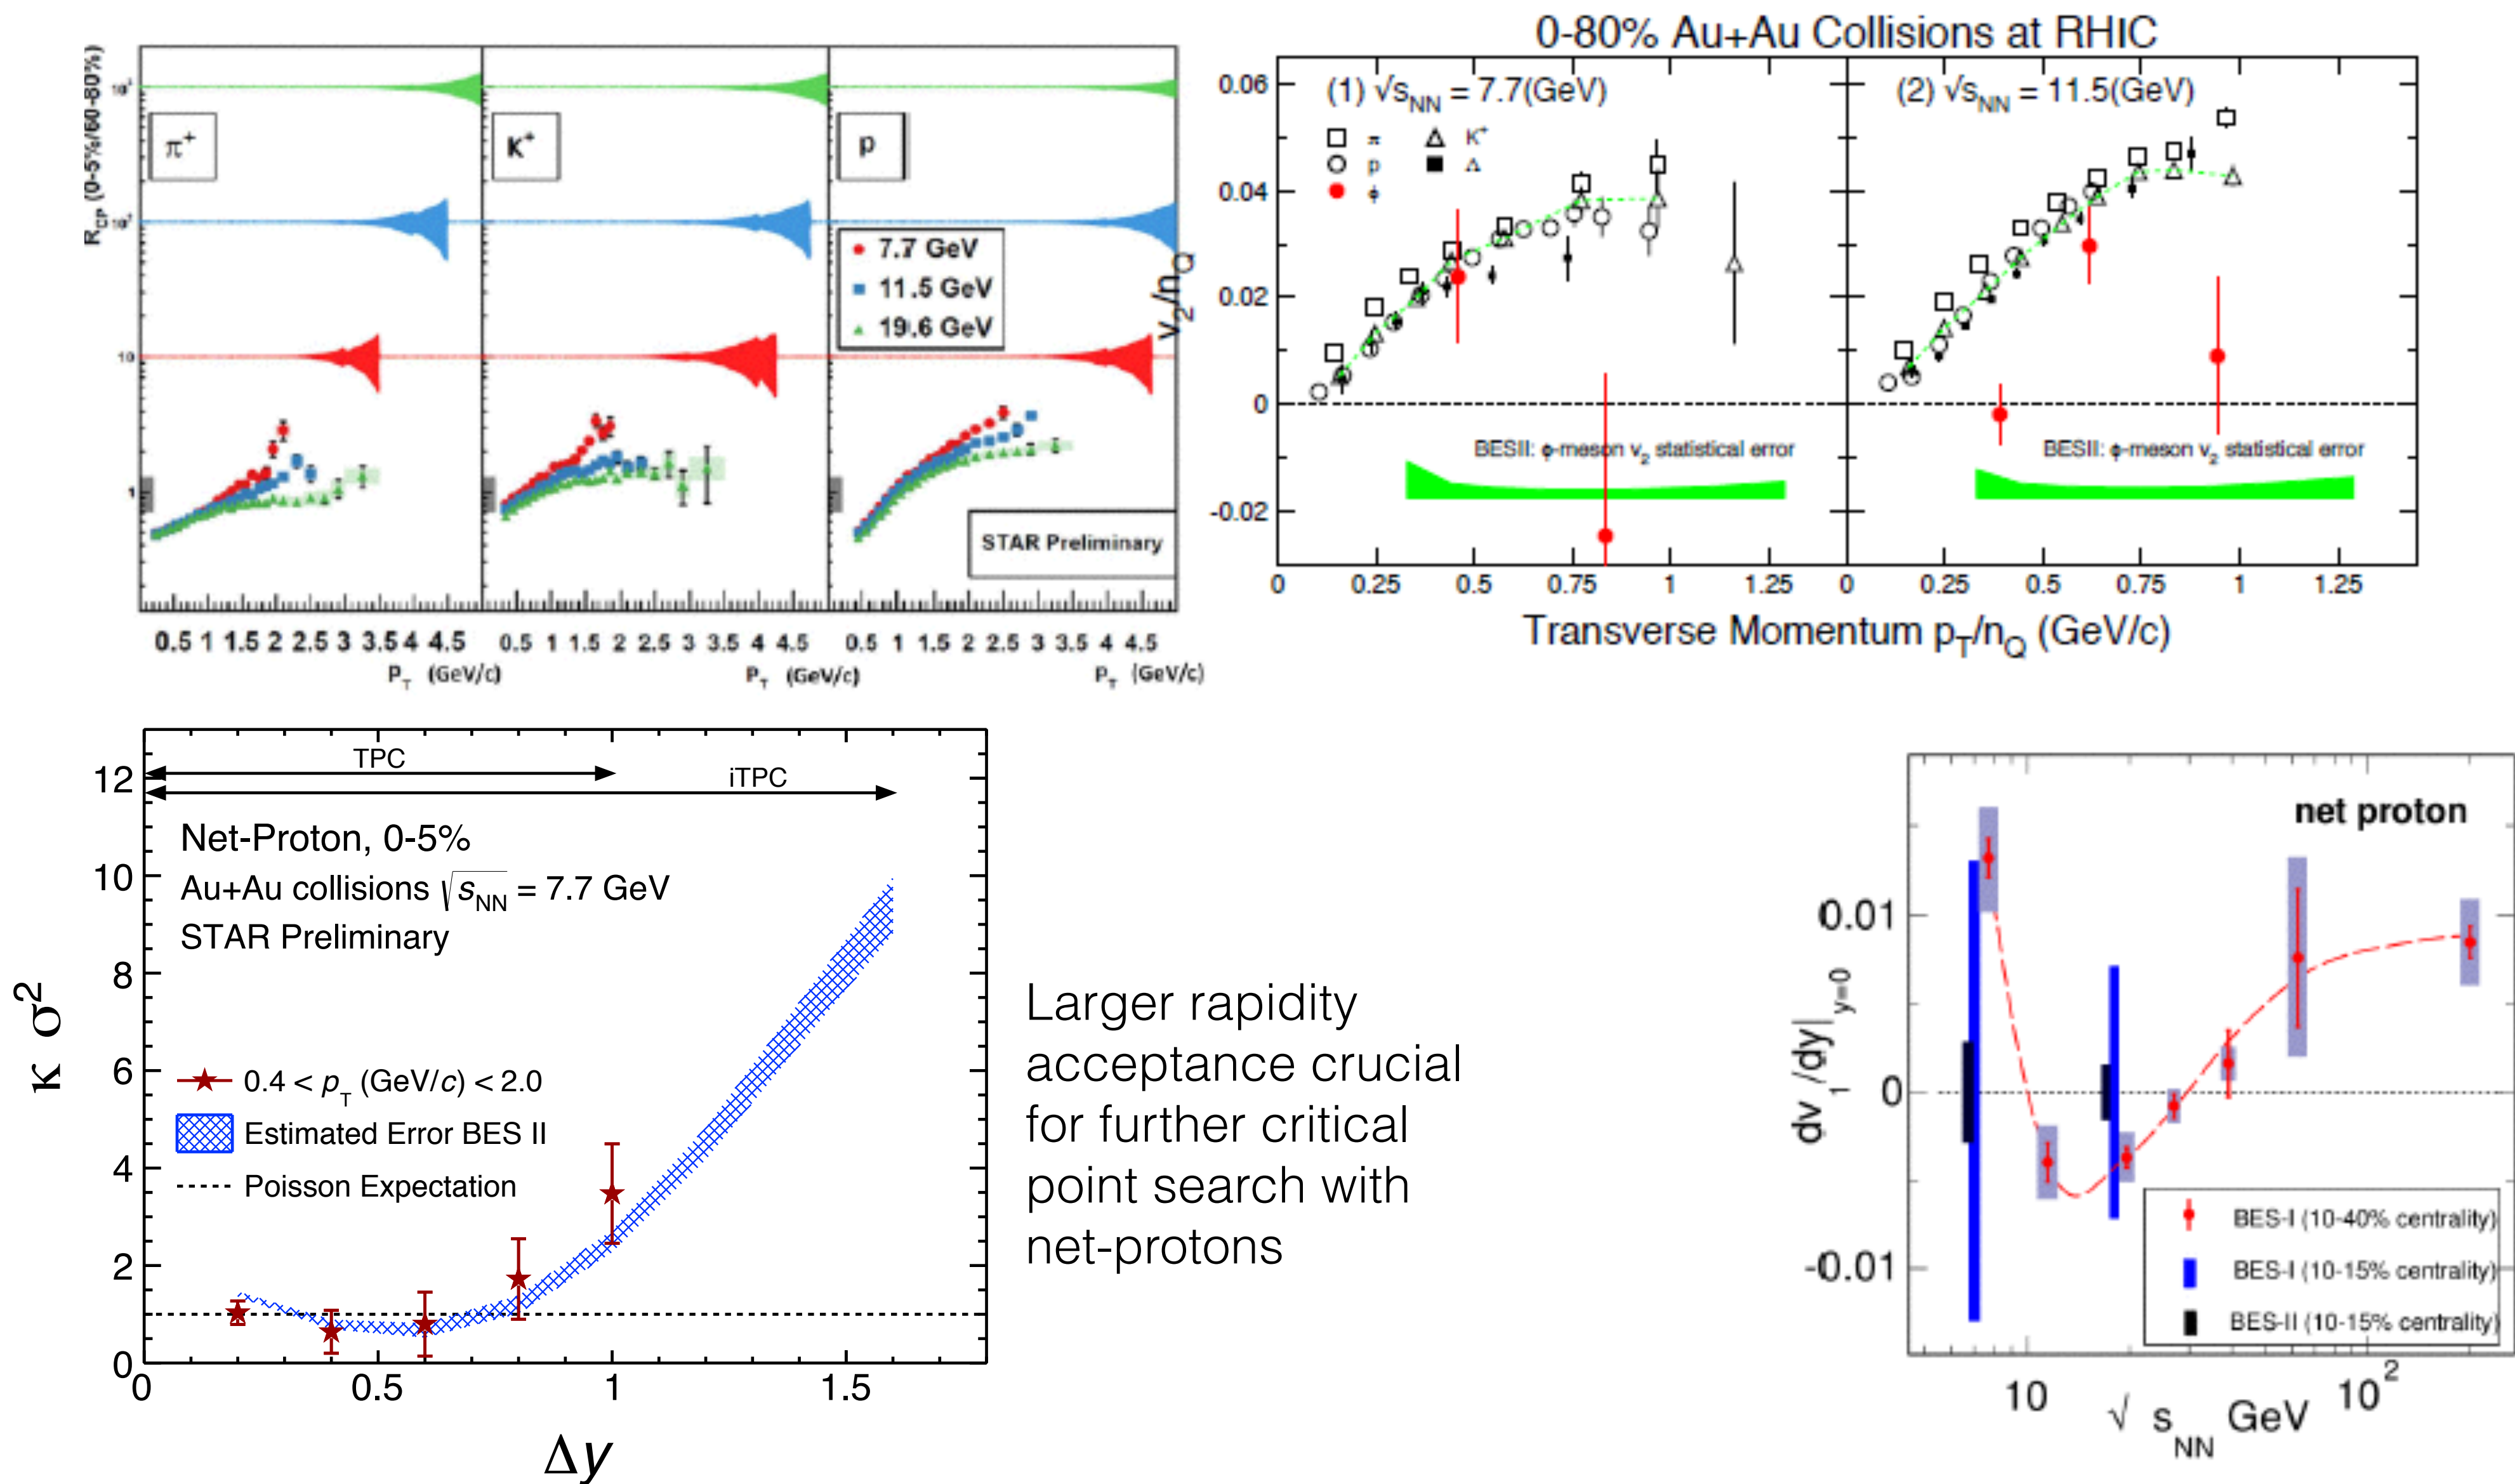 R_CP (0-5%/60-80%)
10³
10²
10
1
π⁺
K⁺
p
7.7 GeV
11.5 GeV
19.6 GeV
STAR Preliminary
0.5 1 1.5 2 2.5 3 3.5 4 4.5
0.5 1 1.5 2 2.5 3 3.5 4 4.5
0.5 1 1.5 2 2.5 3 3.5 4 4.5
P_T (GeV/c)
P_T (GeV/c)
P_T (GeV/c)
0-80% Au+Au Collisions at RHIC
v₂/n_Q
0.06
0.04
0.02
0
-0.02
(1) √s_NN = 7.7(GeV)
π K⁺
p Λ
ϕ
BESII: ϕ-meson v₂ statistical error
(2) √s_NN = 11.5(GeV)
BESII: ϕ-meson v₂ statistical error
0 0.25 0.5 0.75 1 1.25
0 0.25 0.5 0.75 1 1.25
Transverse Momentum p_T/n_Q (GeV/c)
κ σ²
12
10
8
6
4
2
0
TPC
iTPC
Net-Proton, 0-5%
Au+Au collisions √s_NN = 7.7 GeV
STAR Preliminary
0.4 < p_T (GeV/c) < 2.0
Estimated Error BES II
Poisson Expectation
0 0.5 1 1.5
Δy
Larger rapidity
acceptance crucial
for further critical
point search with
net-protons
net proton
dv₁/dy|_y=0
0.01
0
-0.01
BES-I (10-40% centrality)
BES-I (10-15% centrality)
BES-II (10-15% centrality)
10 10²
√s_NN GeV